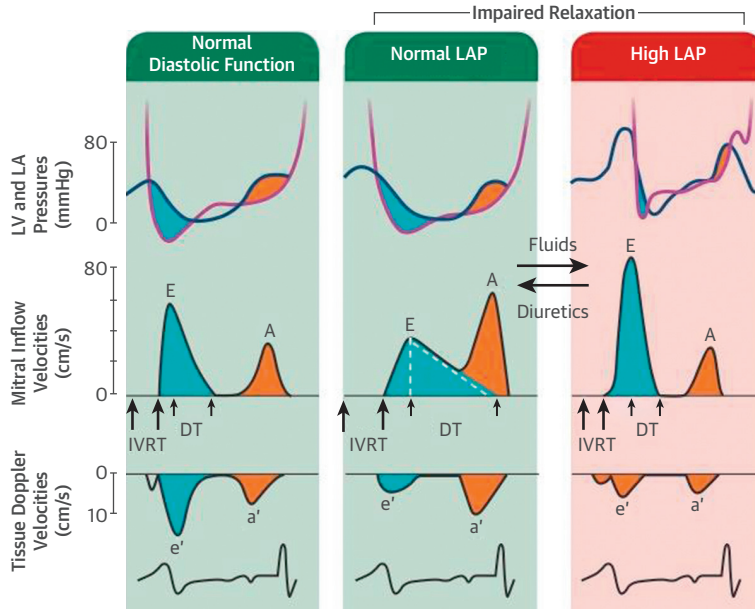 Impaired Relaxation
Normal
Diastolic Function
Normal LAP
High LAP
LV and LA
Pressures
(mmHg)
80
0
Fluids
Diuretics
Mitral Inflow
Velocities
(cm/s)
80
0
E
A
E
A
E
A
IVRT
DT
IVRT
DT
IVRT
DT
Tissue Doppler
Velocities
(cm/s)
0
10
e'
a'
e'
a'
e'
a'